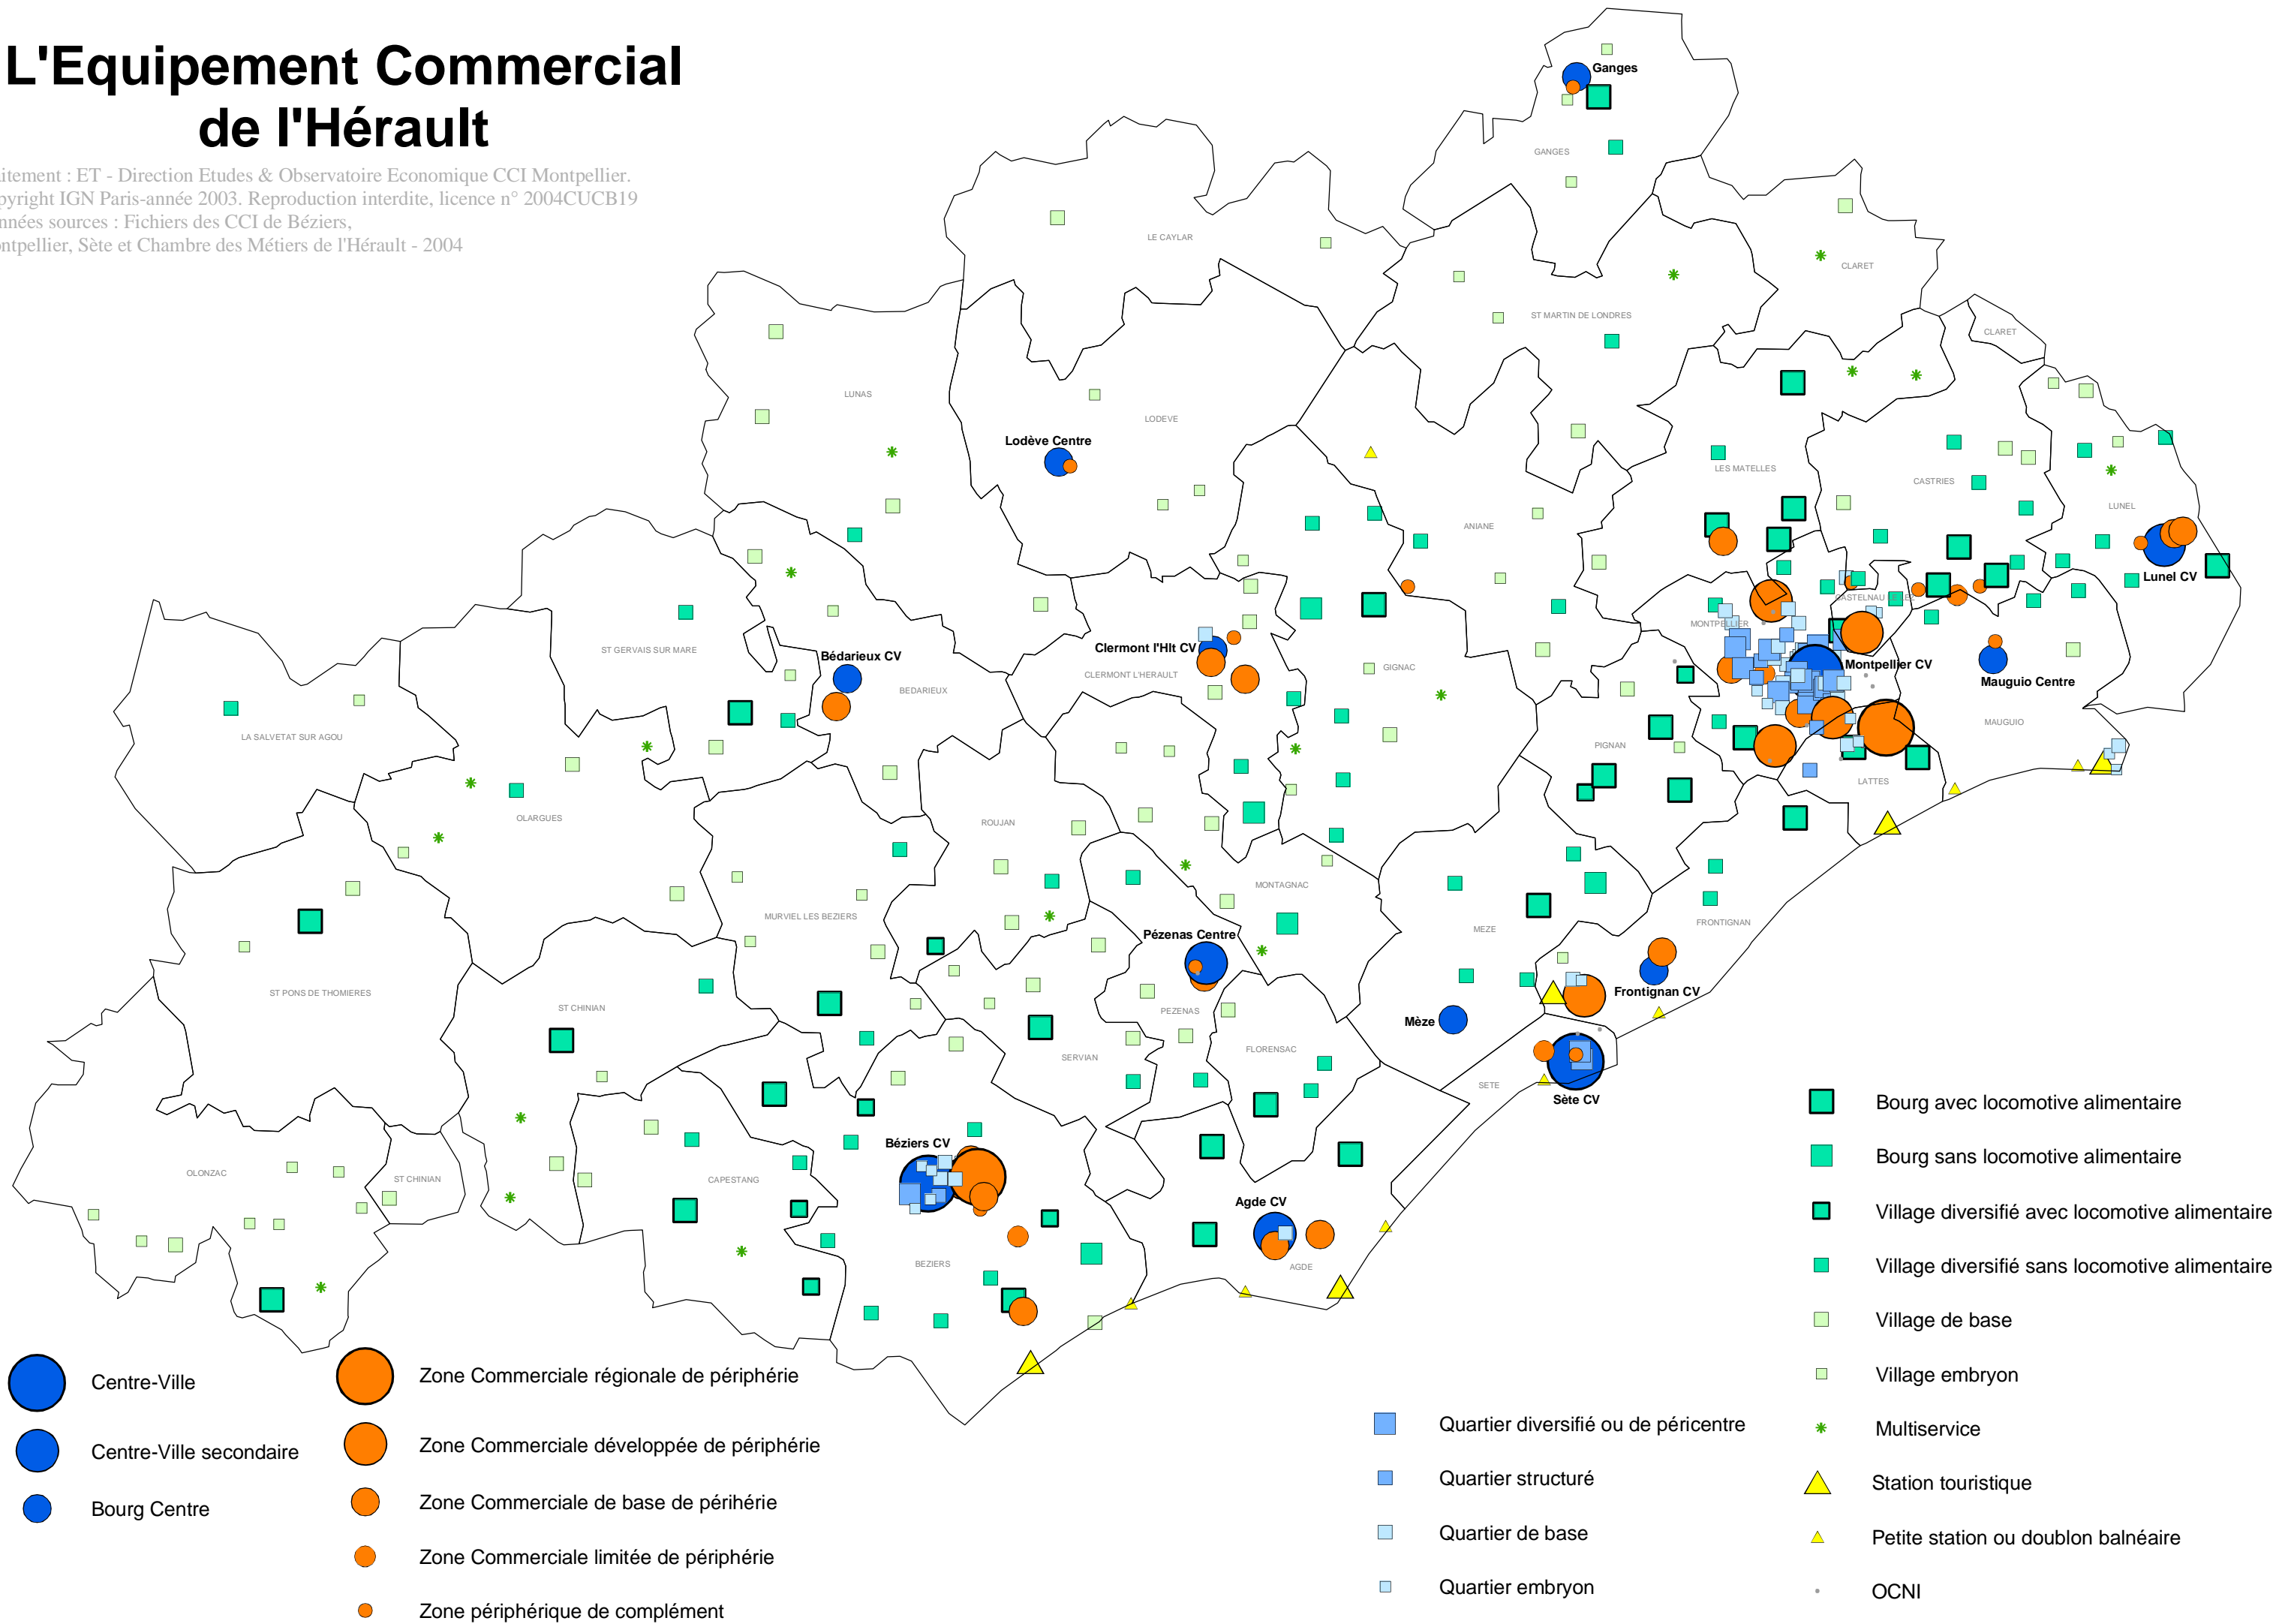 L'Equipement Commercial
de l'Hérault
aitement : ET - Direction Etudes & Observatoire Economique CCI Montpellier.
pyright IGN Paris-année 2003. Reproduction interdite, licence n° 2004CUCB19
nnées sources : Fichiers des CCI de Béziers,
ntpellier, Sète et Chambre des Métiers de l'Hérault - 2004
Ganges
GANGES
LE CAYLAR
CLARET
ST MARTIN DE LONDRES
CLARET
LUNAS
LODEVE
Lodève Centre
LES MATELLES
CASTRIES
LUNEL
ANIANE
Lunel CV
CASTELNAU LE LEZ
MONTPELLIER
ST GERVAIS SUR MARE
Bédarieux CV
Clermont l'Hlt CV
GIGNAC
Montpellier CV
CLERMONT L'HERAULT
Mauguio Centre
BEDARIEUX
MAUGUIO
LA SALVETAT SUR AGOU
PIGNAN
LATTES
OLARGUES
ROUJAN
MONTAGNAC
MURVIEL LES BEZIERS
FRONTIGNAN
MEZE
Pézenas Centre
ST PONS DE THOMIERES
Frontignan CV
ST CHINIAN
PEZENAS
Mèze
FLORENSAC
SERVIAN
SETE
Sète CV
Béziers CV
OLONZAC
ST CHINIAN
CAPESTANG
Agde CV
BEZIERS
AGDE
Centre-Ville
Centre-Ville secondaire
Bourg Centre
Zone Commerciale régionale de périphérie
Zone Commerciale développée de périphérie
Zone Commerciale de base de périhérie
Zone Commerciale limitée de périphérie
Zone périphérique de complément
Quartier diversifié ou de péricentre
Quartier structuré
Quartier de base
Quartier embryon
Bourg avec locomotive alimentaire
Bourg sans locomotive alimentaire
Village diversifié avec locomotive alimentaire
Village diversifié sans locomotive alimentaire
Village de base
Village embryon
Multiservice
Station touristique
Petite station ou doublon balnéaire
OCNI